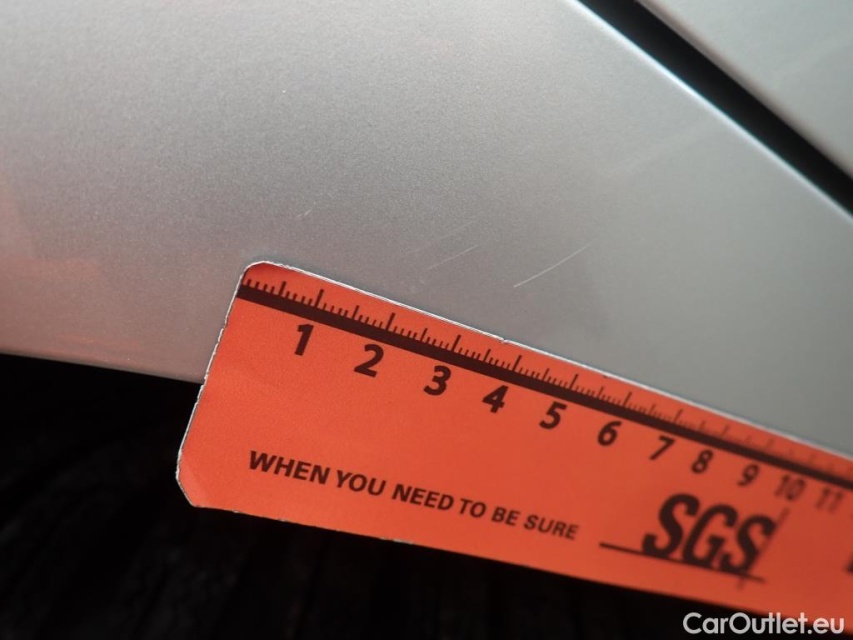 1 2 3 4 5 6 7 8 9 10 11
WHEN YOU NEED TO BE SURE
SGS
CarOutlet.eu